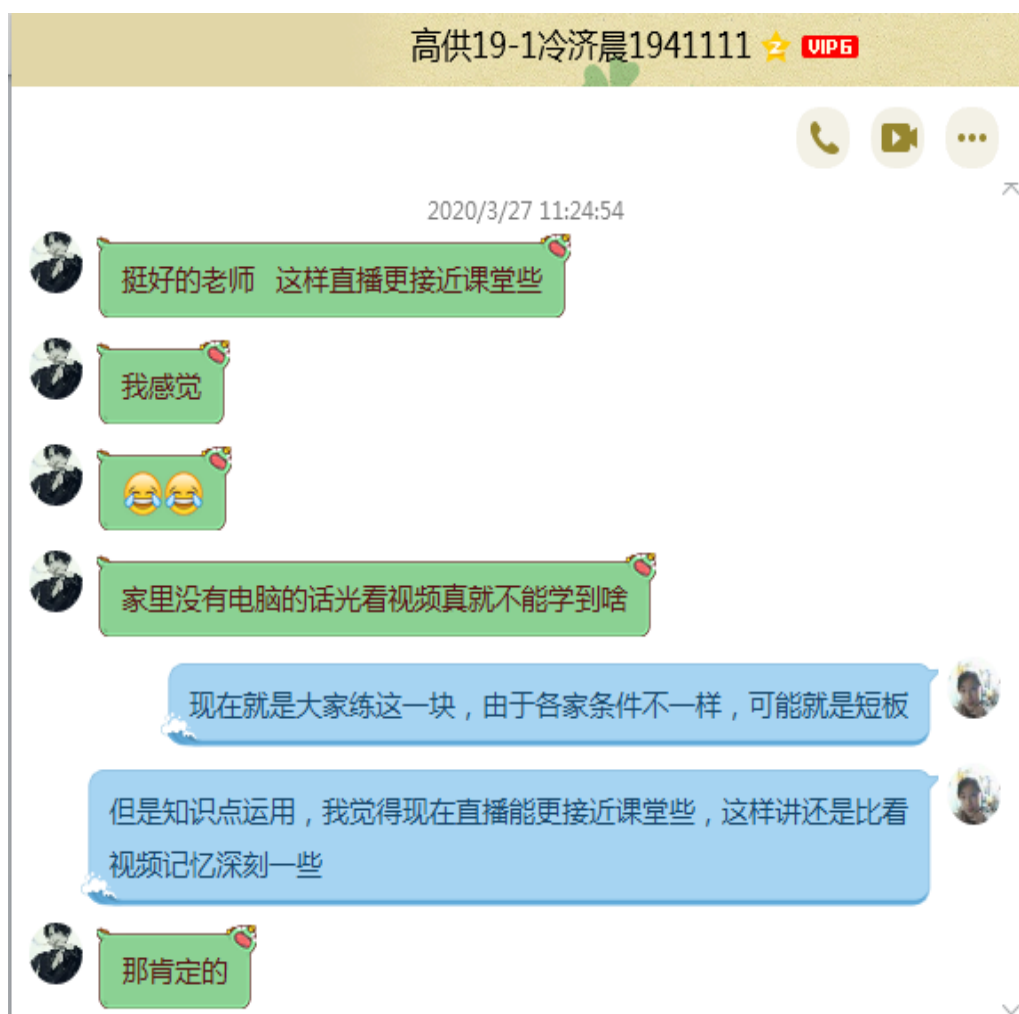 高供19-1冷济晨1941111 Z VIP6
2020/3/27 11:24:54
挺好的老师 这样直播更接近课堂些
我感觉
😂😂
家里没有电脑的话光看视频真就不能学到啥
现在就是大家练这一块，由于各家条件不一样，可能就是短板
但是知识点运用，我觉得现在直播能更接近课堂些，这样讲还是比看
视频记忆深刻一些
那肯定的